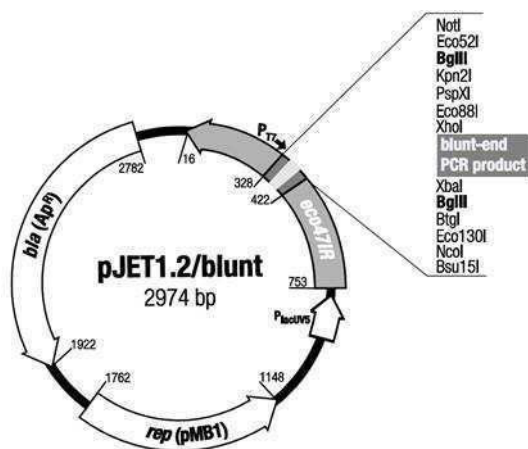 NotI
Eco52I
BglII
Kpn2I
PspXI
Eco88I
XhoI
blunt-end
PCR product
XbaI
BglII
BtgI
Eco130I
NcoI
Bsu15I
PT7
2782
16
328
422
eco47IR
bla (ApR)
pJET1.2/blunt
2974 bp
753
PlacUV5
1922
1762
1148
rep (pMB1)